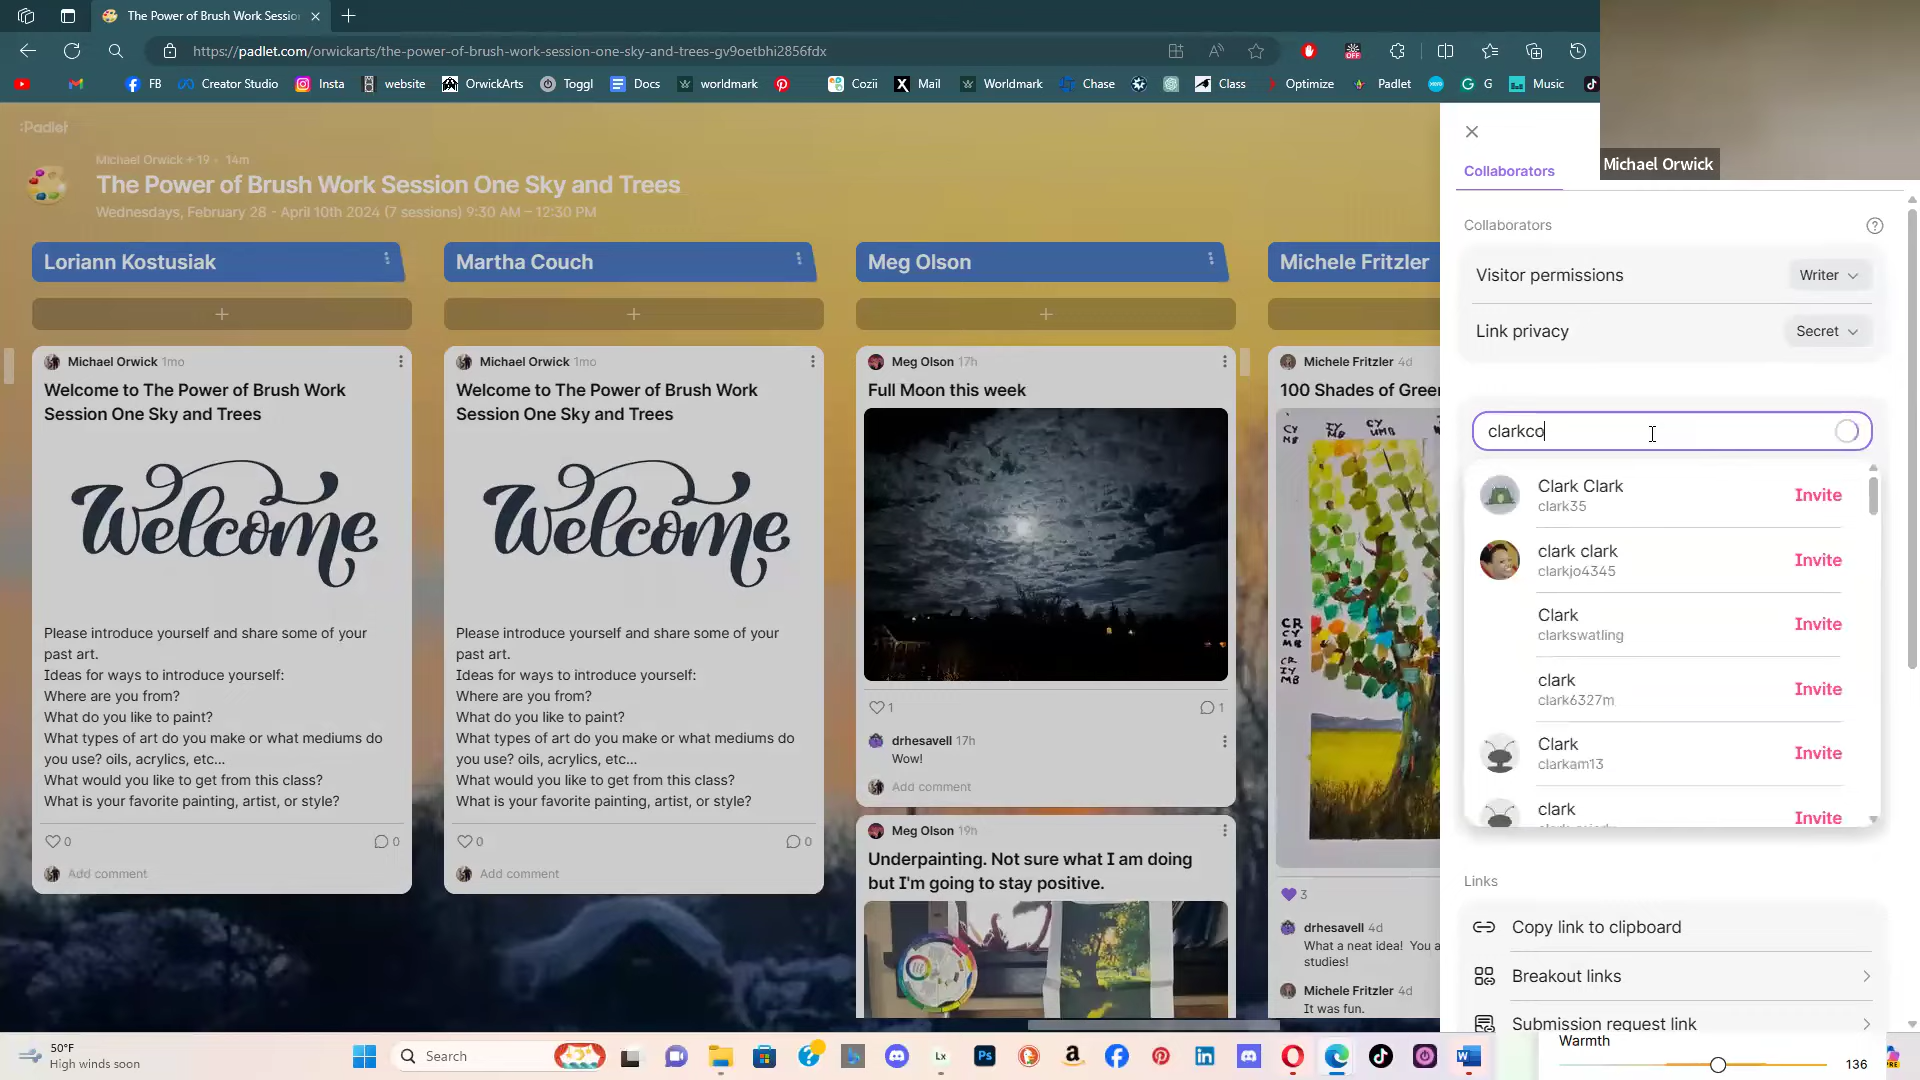 The Power of Brush Work Sessio
https://padlet.com/orwickarts/the-power-of-brush-work-session-one-sky-and-trees-gv9oetbhi2856fdx
OFF
FB
Creator Studio
Insta
website
OrwickArts
Toggl
Docs
worldmark
Cozii
Mail
Worldmark
Chase
Class
Optimize
Padlet
G
Music
Michael Orwick
:Padlet
Michael Orwick + 19 · 14m
The Power of Brush Work Session One Sky and Trees
Wednesdays, February 28 - April 10th 2024 (7 sessions) 9:30 AM – 12:30 PM
Loriann Kostusiak
Martha Couch
Meg Olson
Michele Fritzler
Michael Orwick 1mo
Welcome to The Power of Brush Work
Session One Sky and Trees
Welcome
Please introduce yourself and share some of your
past art.
Ideas for ways to introduce yourself:
Where are you from?
What do you like to paint?
What types of art do you make or what mediums do
you use? oils, acrylics, etc...
What would you like to get from this class?
What is your favorite painting, artist, or style?
0
0
Add comment
Michael Orwick 1mo
Welcome to The Power of Brush Work
Session One Sky and Trees
Welcome
Please introduce yourself and share some of your
past art.
Ideas for ways to introduce yourself:
Where are you from?
What do you like to paint?
What types of art do you make or what mediums do
you use? oils, acrylics, etc...
What would you like to get from this class?
What is your favorite painting, artist, or style?
0
0
Add comment
Meg Olson 17h
Full Moon this week
1
1
drhesavell 17h
Wow!
Add comment
Meg Olson 19h
Underpainting. Not sure what I am doing
but I'm going to stay positive.
Michele Fritzler 4d
100 Shades of Green
CY
MB
IY
MB
CY
UMB
CR
CY
MB
CR
IY
MB
3
drhesavell 4d
What a neat idea! You a
studies!
Michele Fritzler 4d
It was fun.
Collaborators
Collaborators
Visitor permissions
Writer
Link privacy
Secret
clarkco
Clark Clark
clark35
Invite
clark clark
clarkjo4345
Invite
Clark
clarkswatling
Invite
clark
clark6327m
Invite
Clark
clarkam13
Invite
clark
Invite
Links
Copy link to clipboard
Breakout links
Submission request link
Warmth
136
50°F
High winds soon
Search
Lx
Ps